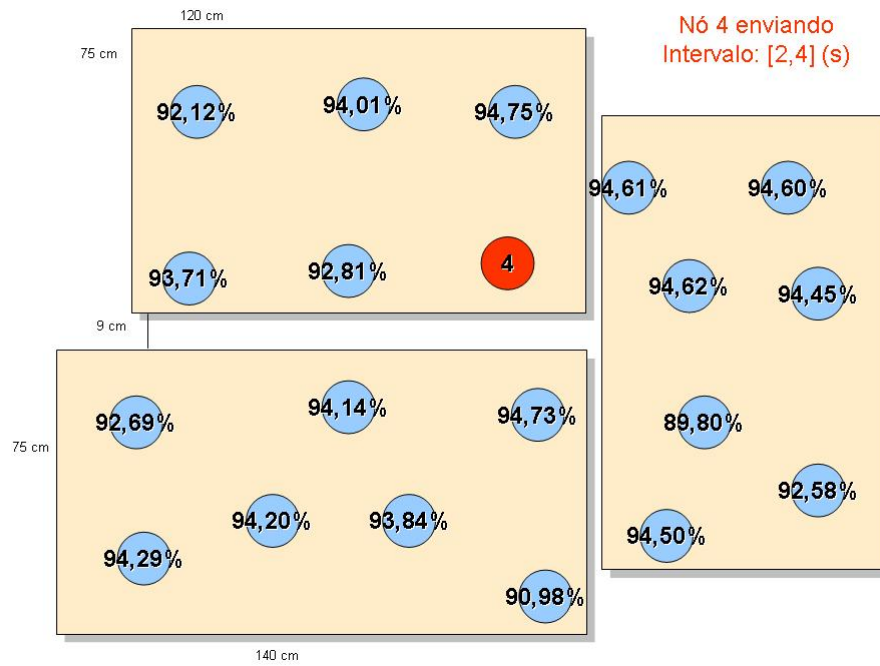 120 cm
Nó 4 enviando
Intervalo: [2,4] (s)
75 cm
92,12%
94,01%
94,75%
94,61%
94,60%
93,71%
92,81%
4
94,62%
94,45%
9 cm
92,69%
94,14%
94,73%
89,80%
75 cm
92,58%
94,20%
93,84%
94,50%
94,29%
90,98%
140 cm